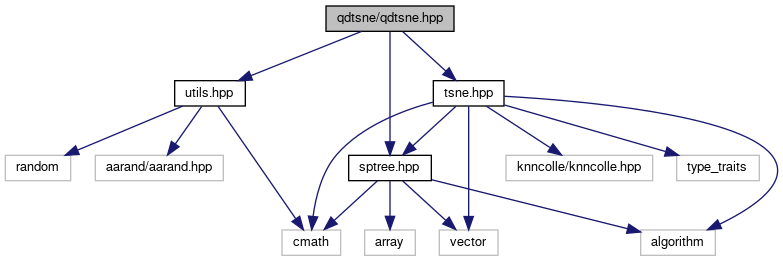 qdtsne/qdtsne.hpp
utils.hpp
tsne.hpp
random
aarand/aarand.hpp
sptree.hpp
knncolle/knncolle.hpp
type_traits
cmath
array
vector
algorithm